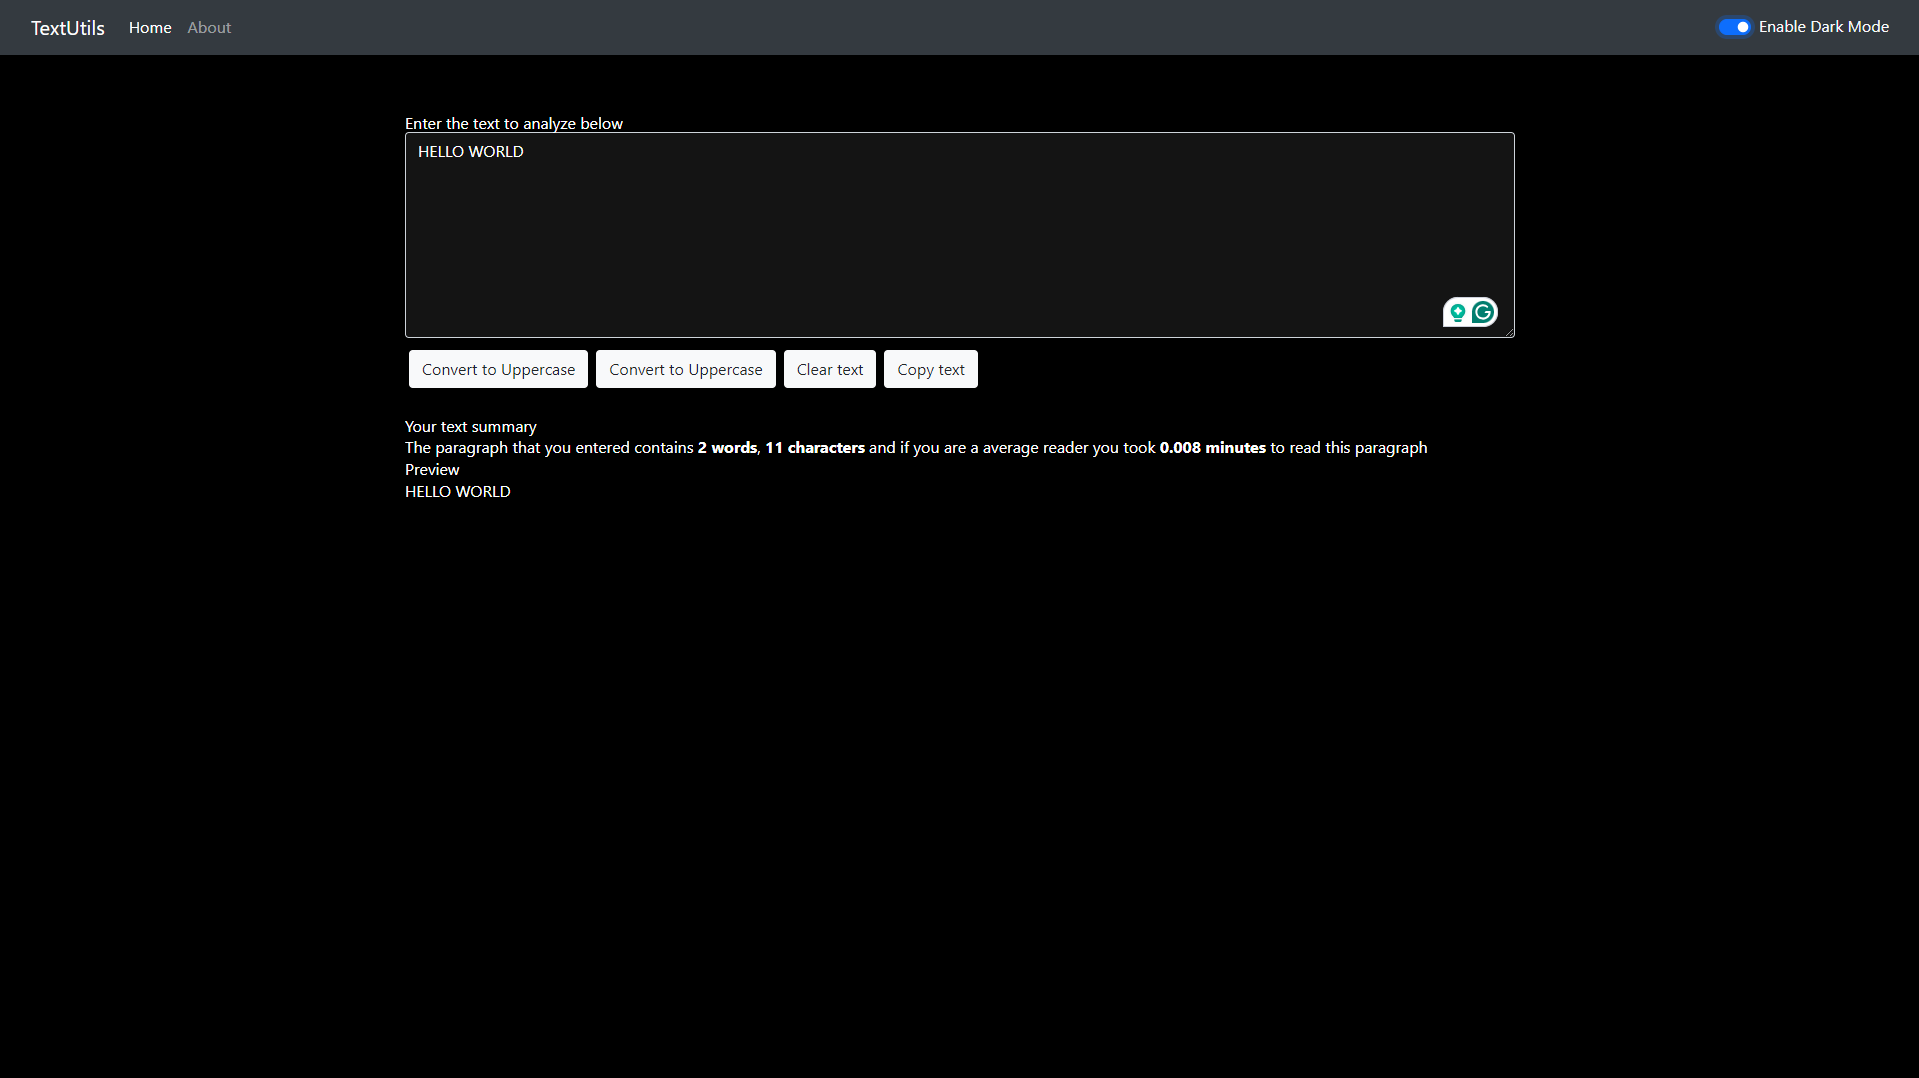 TextUtils Home About Enable Dark Mode
Enter the text to analyze below
HELLO WORLD
Convert to Uppercase Convert to Uppercase Clear text Copy text
Your text summary
The paragraph that you entered contains 2 words, 11 characters and if you are a average reader you took 0.008 minutes to read this paragraph
Preview
HELLO WORLD